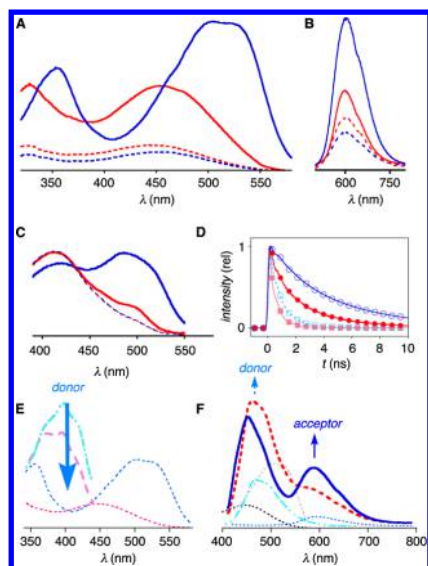 A
B
350
400
450
500
550
λ (nm)
600
750
λ (nm)
C
D
intensity (rel)
1
0
400
450
500
550
λ (nm)
0
2
4
6
8
10
t (ns)
E
donor
350
400
450
500
550
λ (nm)
F
donor
acceptor
400
500
600
700
800
λ (nm)